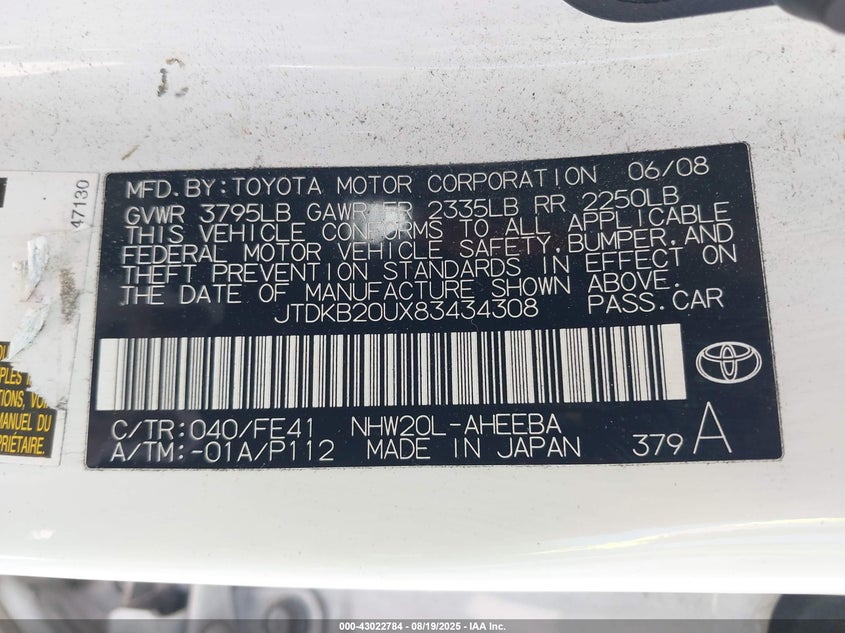 MFD. BY: TOYOTA MOTOR CORPORATION 06/08
GVWR 3795LB GAWR FR 2335LB RR 2250LB
THIS VEHICLE CONFORMS TO ALL APPLICABLE
FEDERAL MOTOR VEHICLE SAFETY, BUMPER, AND
THEFT PREVENTION STANDARDS IN EFFECT ON
THE DATE OF MANUFACTURE SHOWN ABOVE.
JTDKB20UX83434308 PASS. CAR
C/TR: 040/FE41 NHW20L-AHEEBA
A/TM: -01A/P112 MADE IN JAPAN 379 A
47130
MANUEL DU
000-43022784 - 08/19/2025 - IAA Inc.